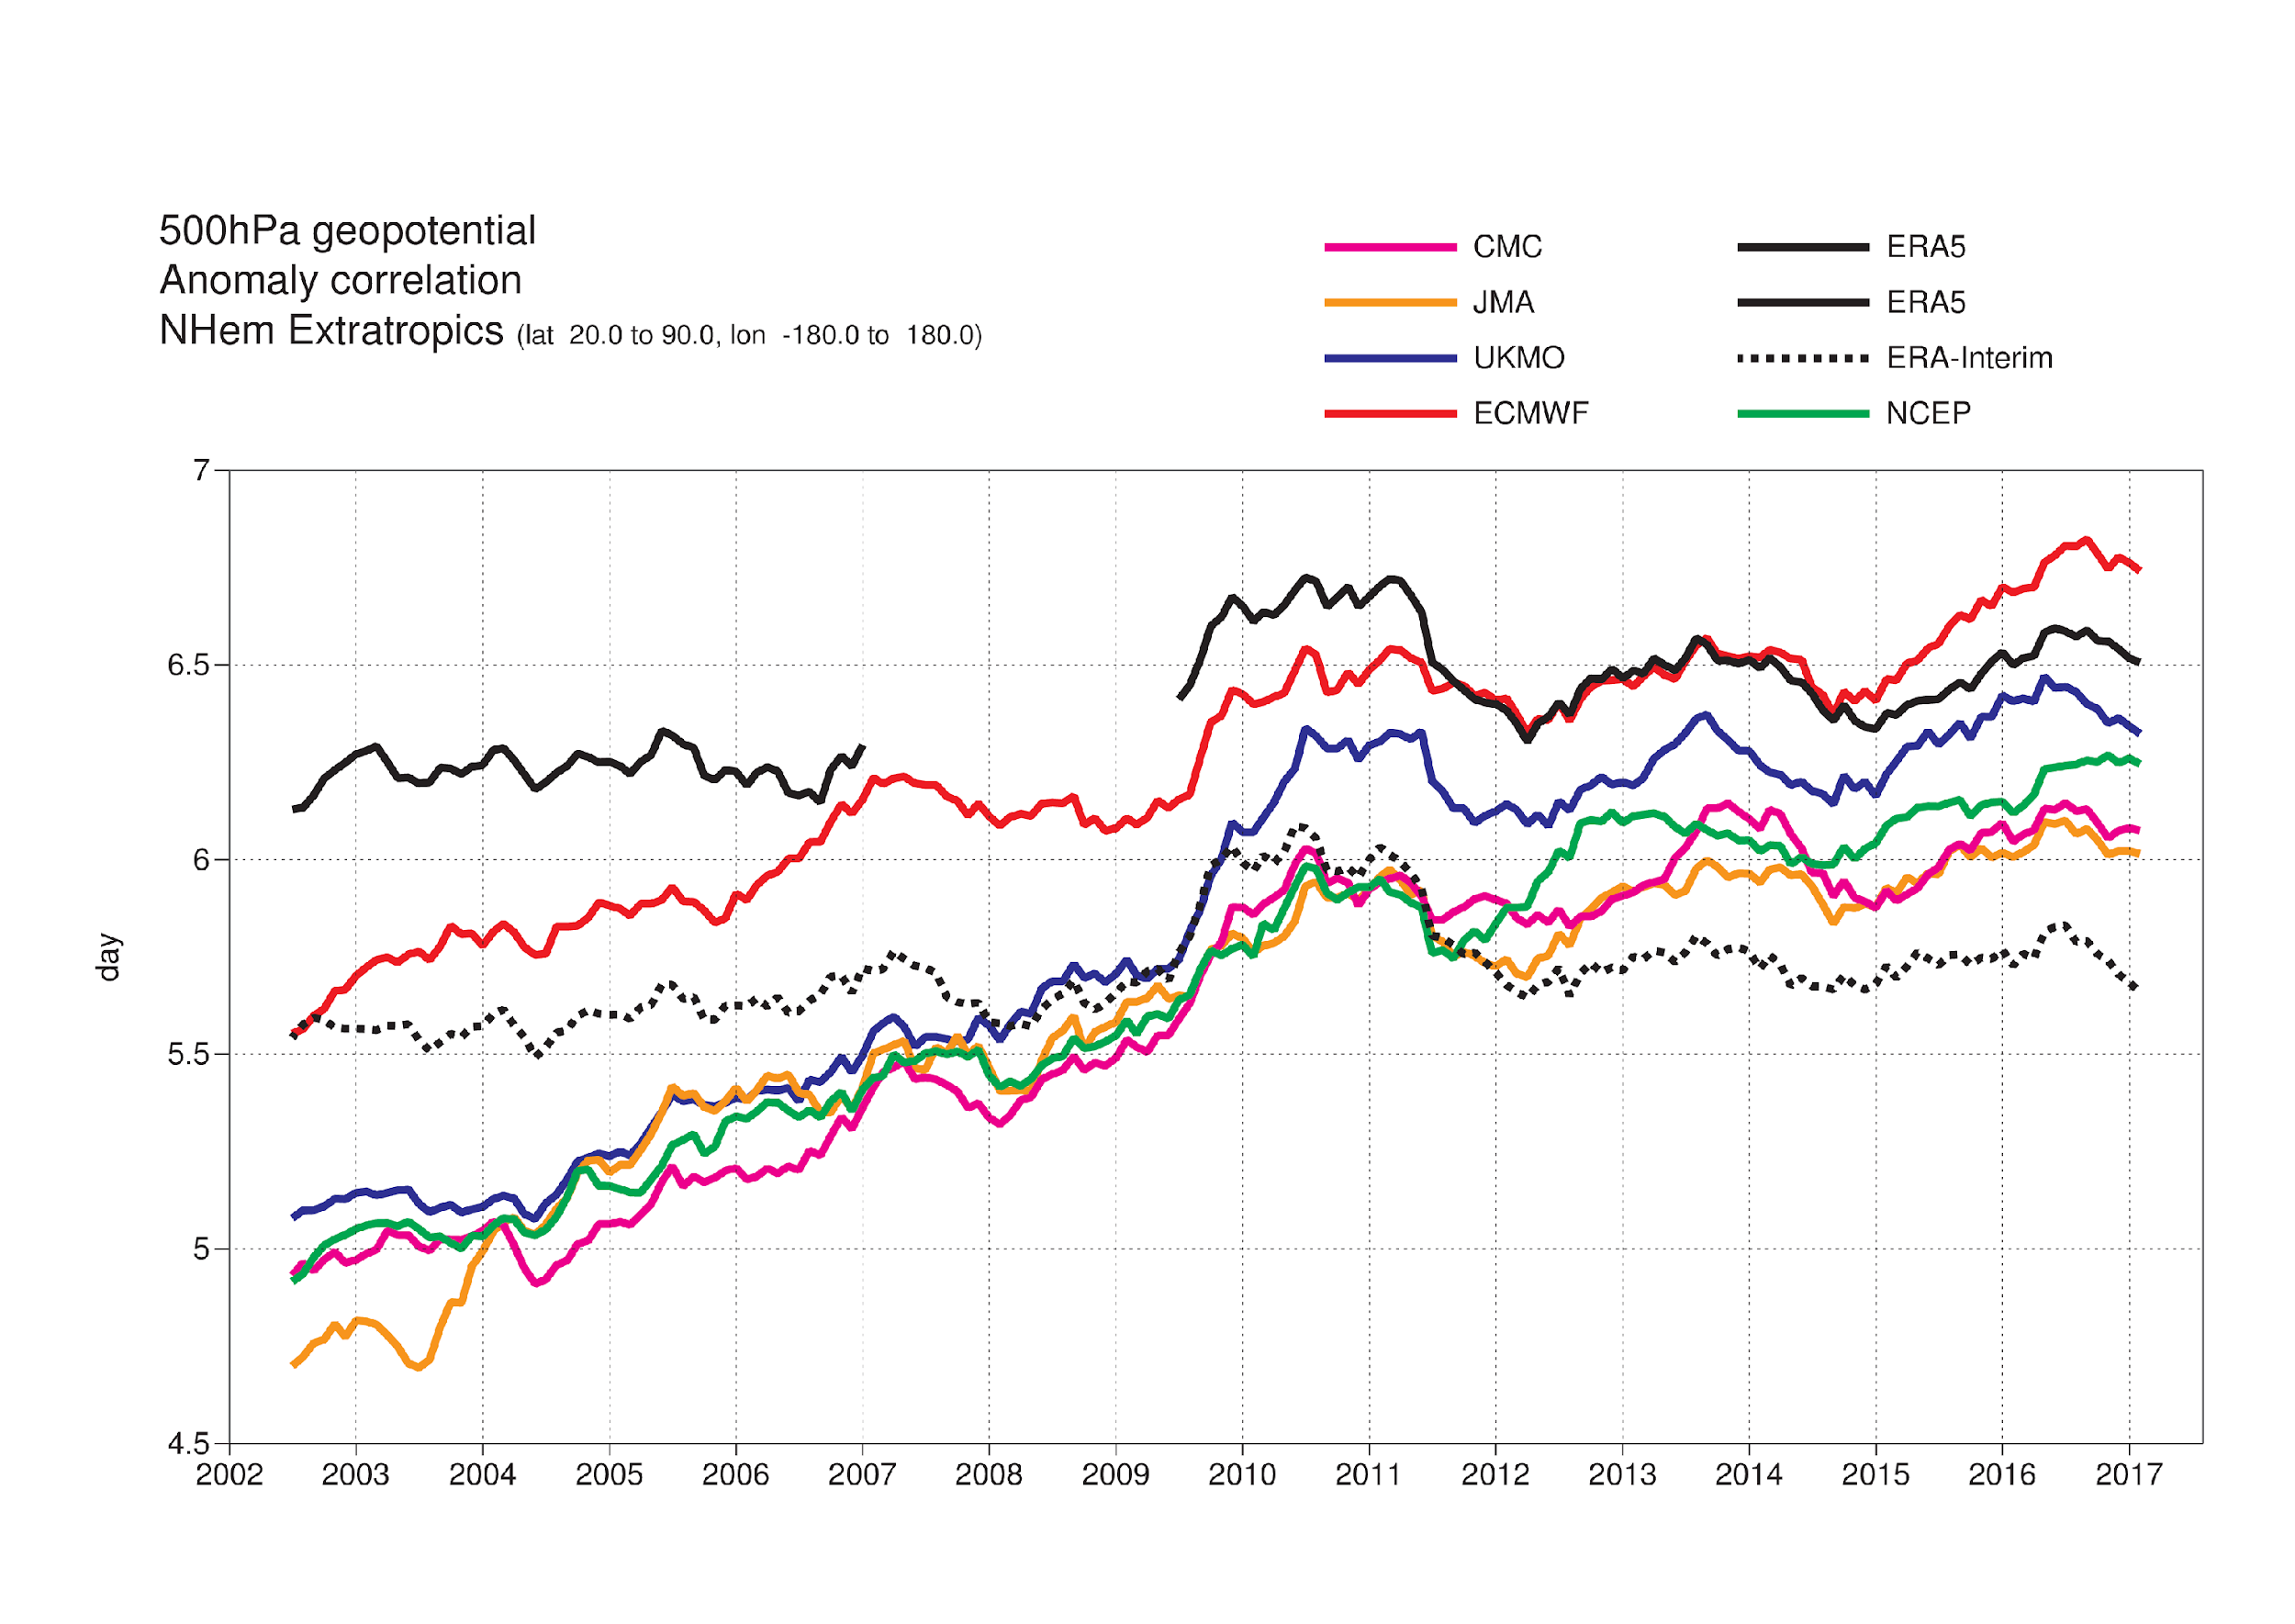 500hPa geopotential
Anomaly correlation
NHem Extratropics (lat 20.0 to 90.0, lon -180.0 to 180.0)
CMC
JMA
UKMO
ECMWF
ERA5
ERA5
ERA-Interim
NCEP
day
7
6.5
6
5.5
5
4.5
2002 2003 2004 2005 2006 2007 2008 2009 2010 2011 2012 2013 2014 2015 2016 2017